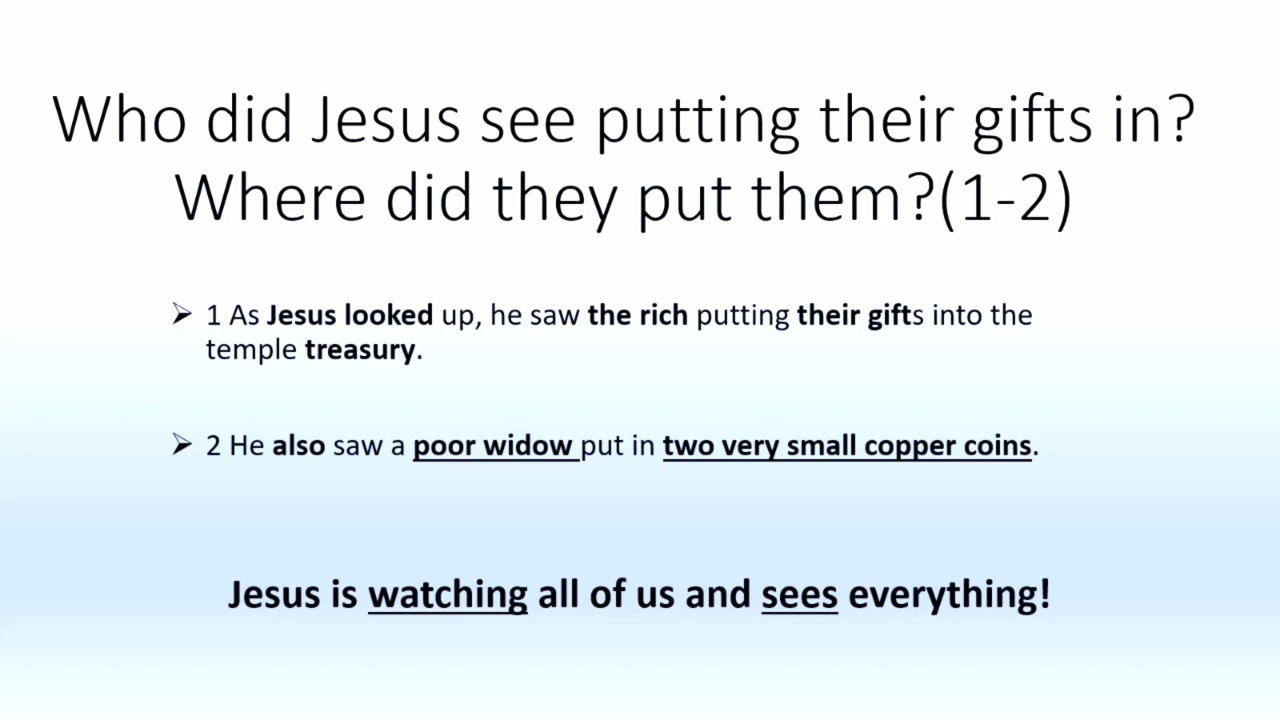 Who did Jesus see putting their gifts in?
Where did they put them?(1-2)
➢ 1 As Jesus looked up, he saw the rich putting their gifts into the
temple treasury.
➢ 2 He also saw a poor widow put in two very small copper coins.
Jesus is watching all of us and sees everything!